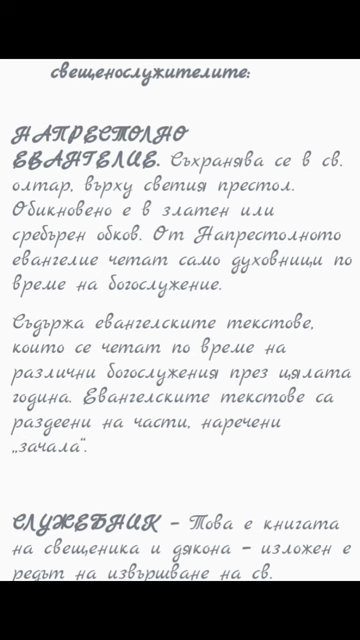 свещенослужителите:
НАПРЕСТОЛНО
ЕВАНГЕЛИЕ. Съхранява се в св.
олтар, върху светия престол.
Обикновено е в златен или
сребърен обков. От Напрестолното
евангелие четат само духовници по
време на богослужение.
Съдържа евангелските текстове,
които се четат по време на
различни богослужения през цялата
година. Евангелските текстове са
раздеени на части, наречени
„зачала“.
СЛУЖЕБНИК – Това е книгата
на свещеника и дякона – изложен е
редът на извършване на св.